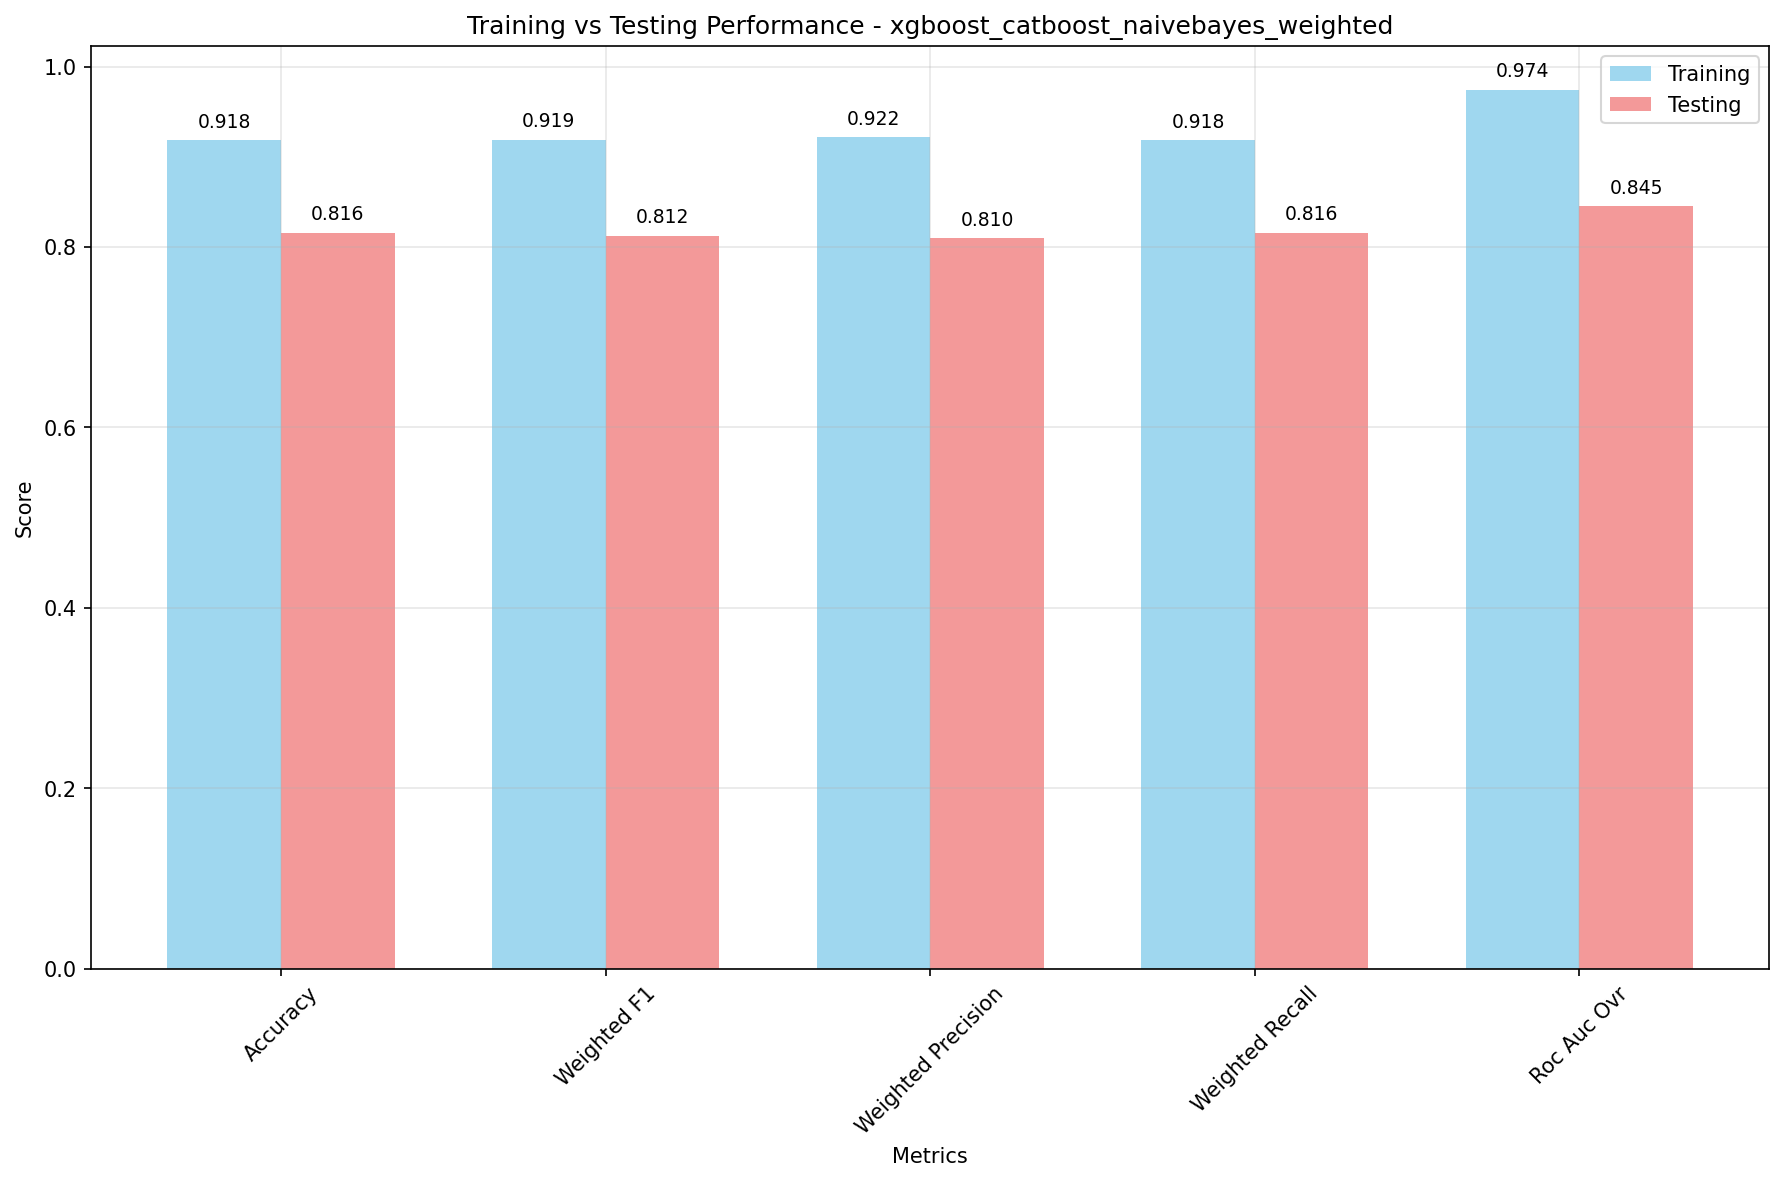 Training vs Testing Performance - xgboost_catboost_naivebayes_weighted
Training
Testing
Score
1.0
0.8
0.6
0.4
0.2
0.0
0.918
0.816
0.919
0.812
0.922
0.810
0.918
0.816
0.974
0.845
Accuracy
Weighted F1
Weighted Precision
Weighted Recall
Roc Auc Ovr
Metrics